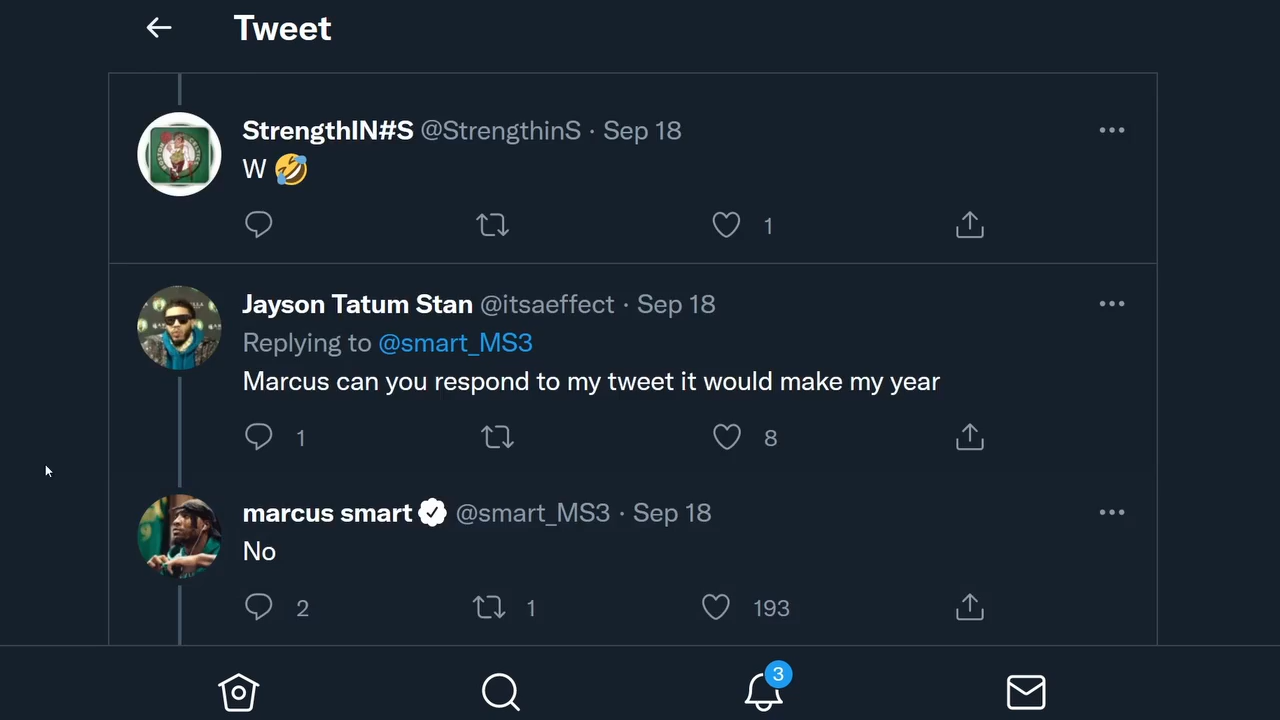 Tweet
StrengthIN#S @StrengthinS · Sep 18
W 🤣
1
Jayson Tatum Stan @itsaeffect · Sep 18
Replying to @smart_MS3
Marcus can you respond to my tweet it would make my year
1 8
marcus smart @smart_MS3 · Sep 18
No
2 1 193
3